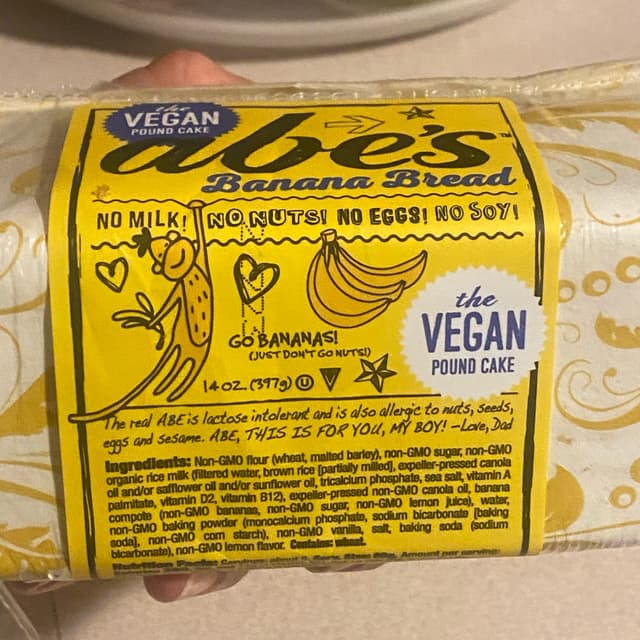 the
VEGAN
POUND CAKE
abe's
Banana Bread
NO MILK! NO NUTS! NO EGGS! NO SOY!
GO BANANAS!
(JUST DON'T GO NUTS!)
14 OZ. (397g) U
the
VEGAN
POUND CAKE
The real ABE is lactose intolerant and is also allergic to nuts, seeds,
eggs and sesame. ABE, THIS IS FOR YOU, MY BOY! —Love, Dad
Ingredients: Non-GMO flour (wheat, malted barley), non-GMO sugar, non-GMO
organic rice milk (filtered water, brown rice [partially milled], expeller-pressed canola
oil and/or safflower oil and/or sunflower oil, tricalcium phosphate, sea salt, vitamin A
palmitate, vitamin D2, vitamin B12), expeller-pressed non-GMO canola oil, banana
compote (non-GMO bananas, non-GMO sugar, non-GMO lemon juice), water,
non-GMO baking powder (monocalcium phosphate, sodium bicarbonate [baking
soda], non-GMO corn starch), non-GMO vanilla, salt, baking soda (sodium
bicarbonate), non-GMO lemon flavor. Contains: wheat.
Nutrition Facts Amount per serving: